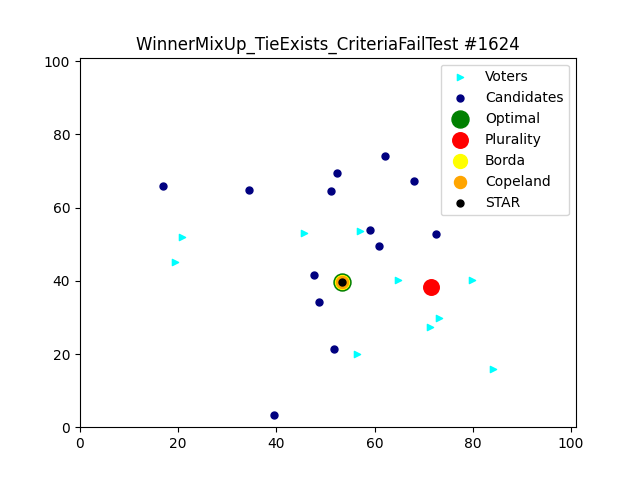 WinnerMixUp_TieExists_CriteriaFailTest #1624
100
80
60
40
20
0
0 20 40 60 80 100
Voters
Candidates
Optimal
Plurality
Borda
Copeland
STAR